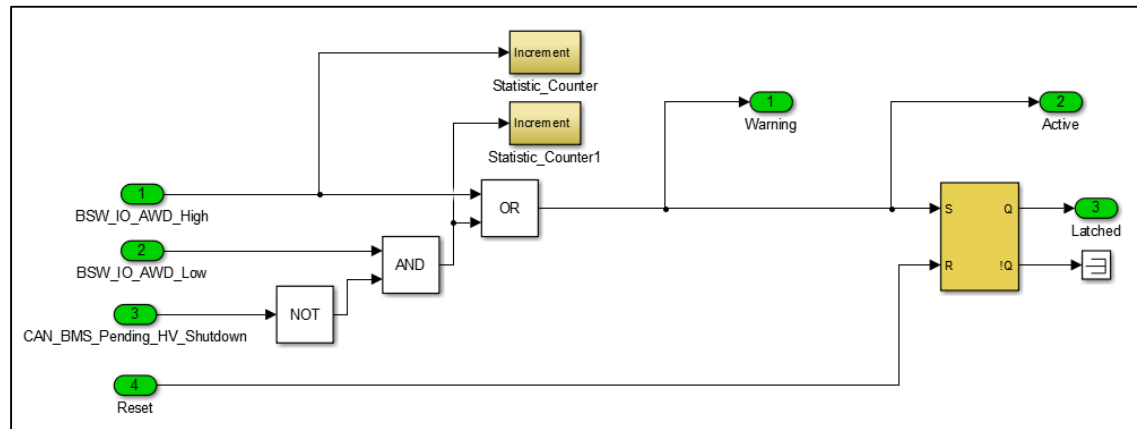 Increment
Statistic_Counter
Increment
Statistic_Counter1
1
Warning
2
Active
1
BSW_IO_AWD_High
OR
S
Q
3
Latched
2
BSW_IO_AWD_Low
AND
R
!Q
3
CAN_BMS_Pending_HV_Shutdown
NOT
4
Reset